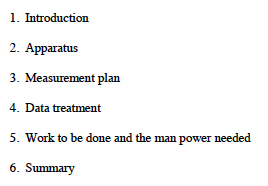 1. Introduction
2. Apparatus
3. Measurement plan
4. Data treatment
5. Work to be done and the man power needed
6. Summary